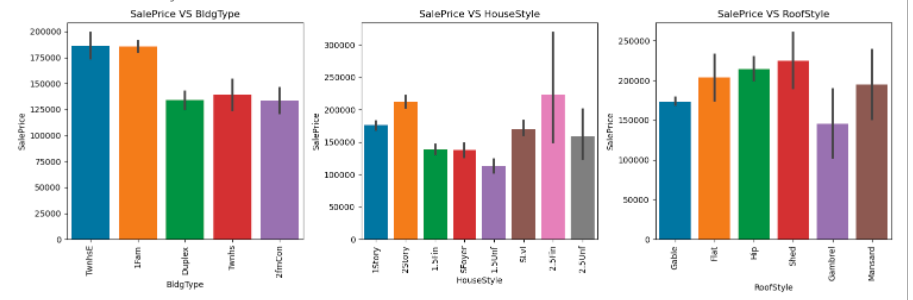 SalePrice VS BldgType
200000
175000
150000
125000
100000
75000
50000
25000
0
SalePrice
TwnhsE
1Fam
Duplex
Twnhs
2fmCon
BldgType
SalePrice VS HouseStyle
300000
250000
200000
150000
100000
50000
0
SalePrice
1Story
2Story
1.5Fin
SFoyer
1.5Unf
SLvl
2.5Fin
2.5Unf
HouseStyle
SalePrice VS RoofStyle
250000
200000
150000
100000
50000
0
SalePrice
Gable
Flat
Hip
Shed
Gambrel
Mansard
RoofStyle